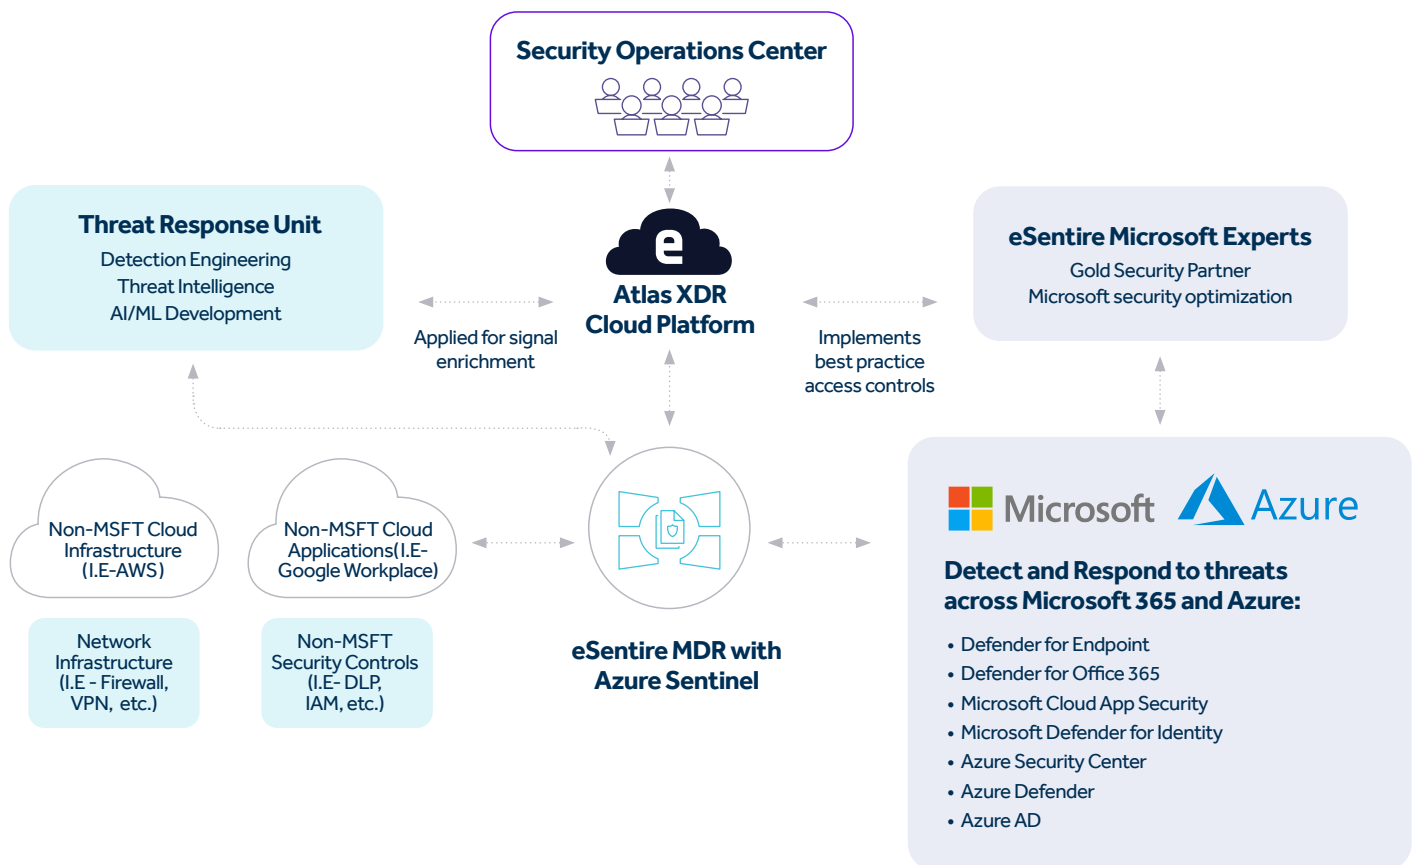 Security Operations Center
Threat Response Unit
Detection Engineering
Threat Intelligence
AI/ML Development
e
Atlas XDR
Cloud Platform
eSentire Microsoft Experts
Gold Security Partner
Microsoft security optimization
Applied for signal
enrichment
Implements
best practice
access controls
Non-MSFT Cloud
Infrastructure
(I.E-AWS)
Non-MSFT Cloud
Applications(I.E-
Google Workplace)
Network
Infrastructure
(I.E - Firewall,
VPN, etc.)
Non-MSFT
Security Controls
(I.E- DLP,
IAM, etc.)
eSentire MDR with
Azure Sentinel
Microsoft
Azure
Detect and Respond to threats
across Microsoft 365 and Azure:
• Defender for Endpoint
• Defender for Office 365
• Microsoft Cloud App Security
• Microsoft Defender for Identity
• Azure Security Center
• Azure Defender
• Azure AD